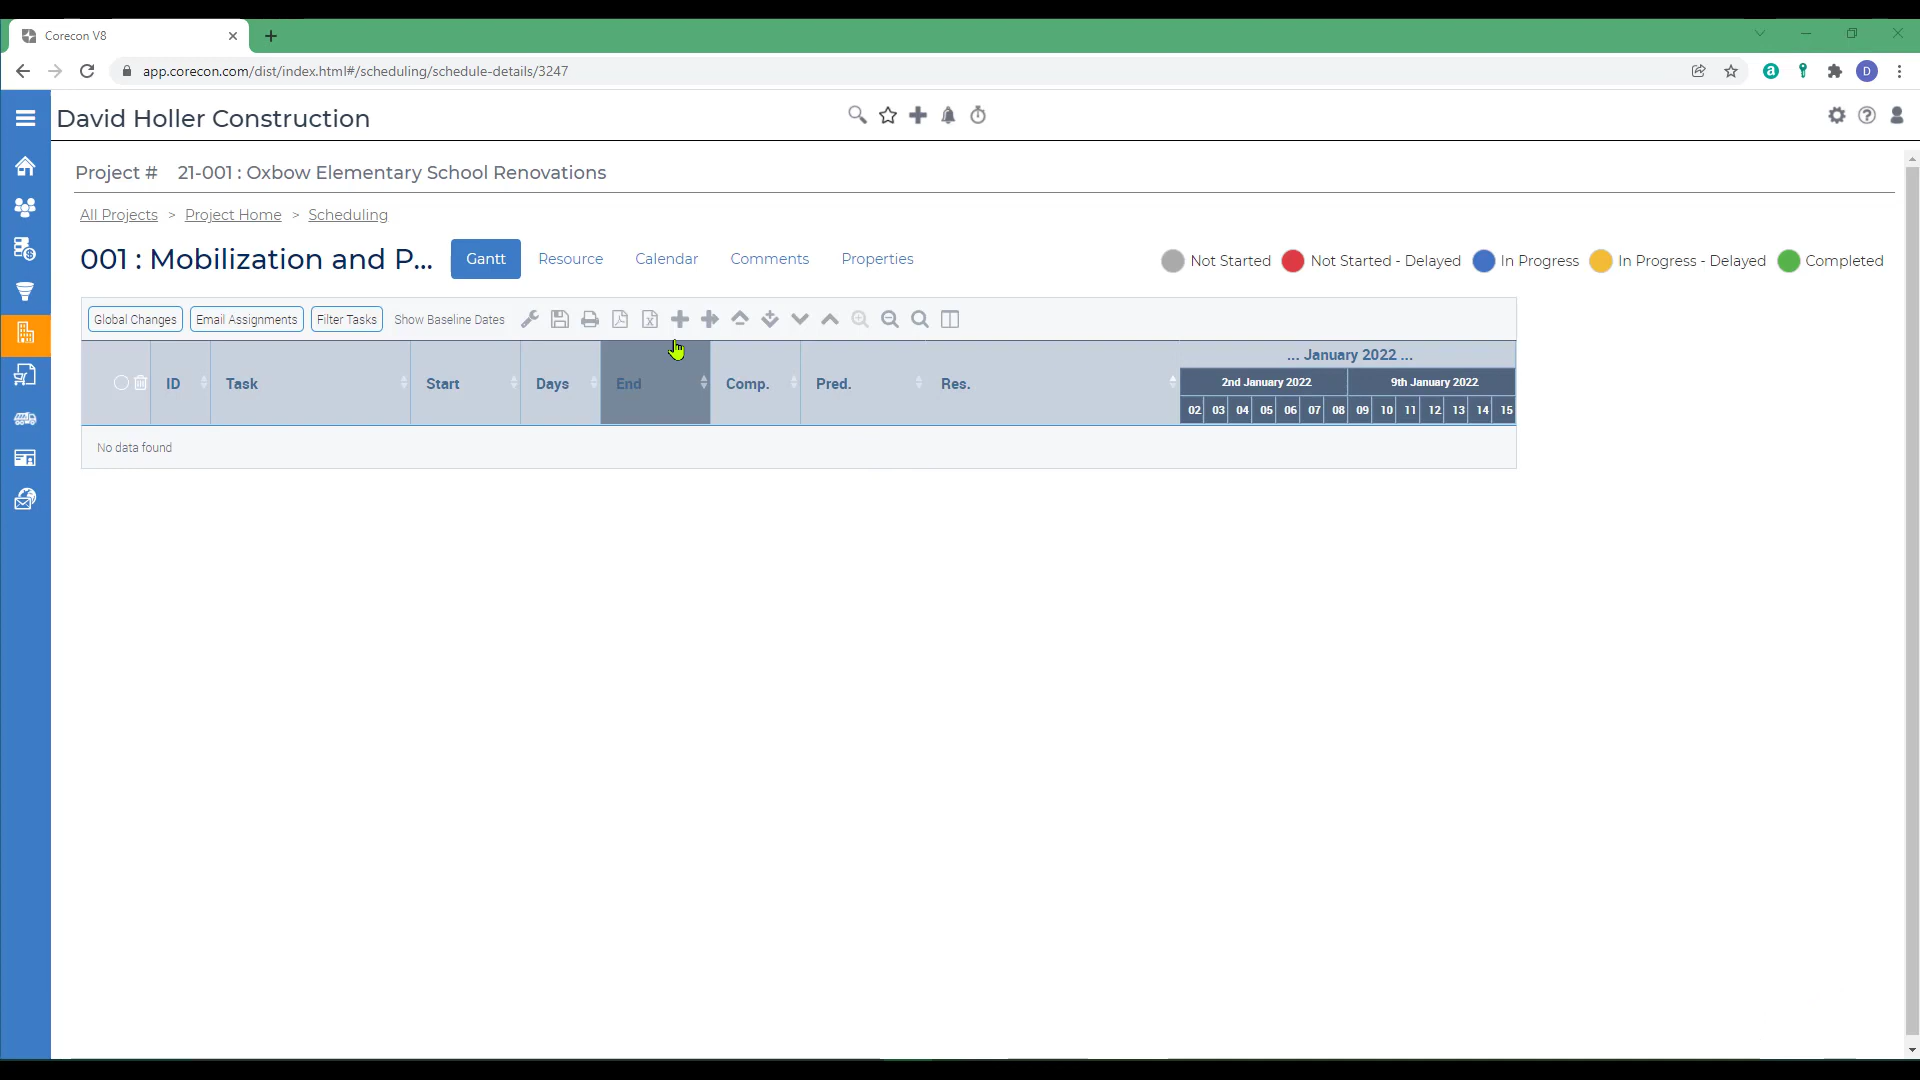 Corecon V8
app.corecon.com/dist/index.html#/scheduling/schedule-details/3247
D
David Holler Construction
Project # 21-001 : Oxbow Elementary School Renovations
All Projects > Project Home > Scheduling
001 : Mobilization and P... Gantt Resource Calendar Comments Properties Not Started Not Started - Delayed In Progress In Progress - Delayed Completed
Global Changes Email Assignments Filter Tasks Show Baseline Dates
... January 2022 ...
ID Task Start Days End Comp. Pred. Res. 2nd January 2022 9th January 2022
02 03 04 05 06 07 08 09 10 11 12 13 14 15
No data found